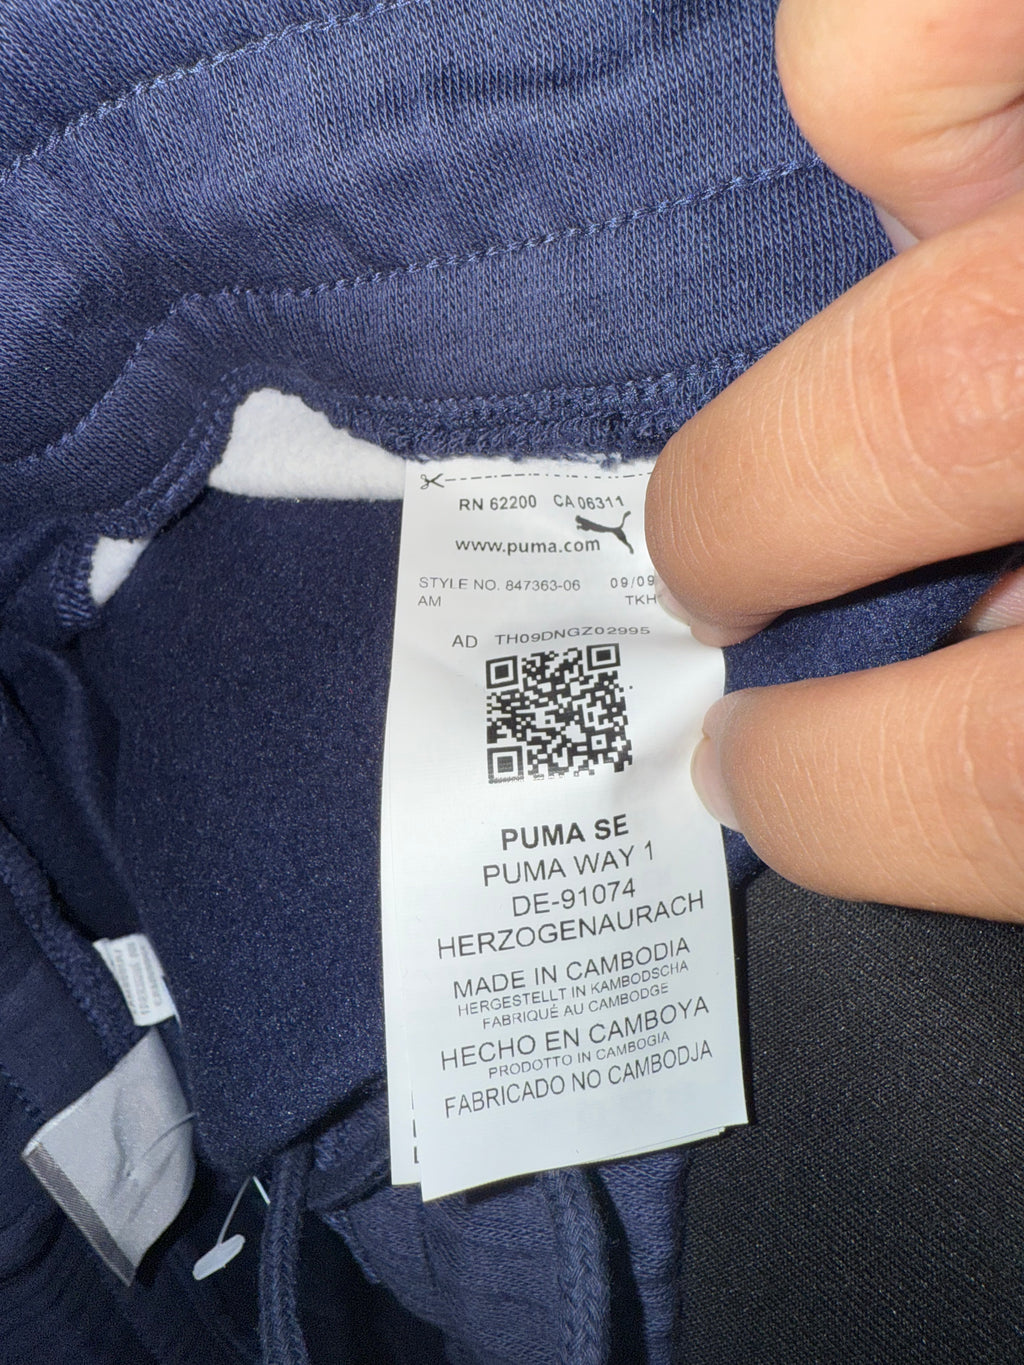 RN 62200 CA 06311
www.puma.com
STYLE NO. 847363-06 09/09
AM TKH
AD TH09DNGZ02995
PUMA SE
PUMA WAY 1
DE-91074
HERZOGENAURACH
MADE IN CAMBODIA
HERGESTELLT IN KAMBODSCHA
FABRIQUÉ AU CAMBODGE
HECHO EN CAMBOYA
PRODOTTO IN CAMBOGIA
FABRICADO NO CAMBODJA